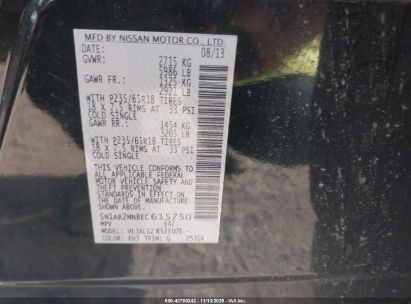 MFD BY NISSAN MOTOR CO., LTD.
DATE: 08/13
GVWR: 2715 KG
5986 LB
GAWR FR: 1325 KG
2921 LB
WITH P235/65R18 TIRES
18 X 7.5 RIMS AT 33 PSI
COLD SINGLE
GAWR RR: 1454 KG
3205 LB
WITH P235/65R18 TIRES
18 X 7.5 RIMS AT 33 PSI
COLD SINGLE
THIS VEHICLE CONFORMS
TO ALL APPLICABLE
FEDERAL MOTOR
VEHICLE SAFETY AND
THEFT PREVENTION
STANDARDS IN EFFECT
ON THE DATE OF
MANUFACTURE SHOWN
ABOVE.
5N1AR2MN8EC615750
MPV
MODEL:
COLOR: KH3 TRIM: G